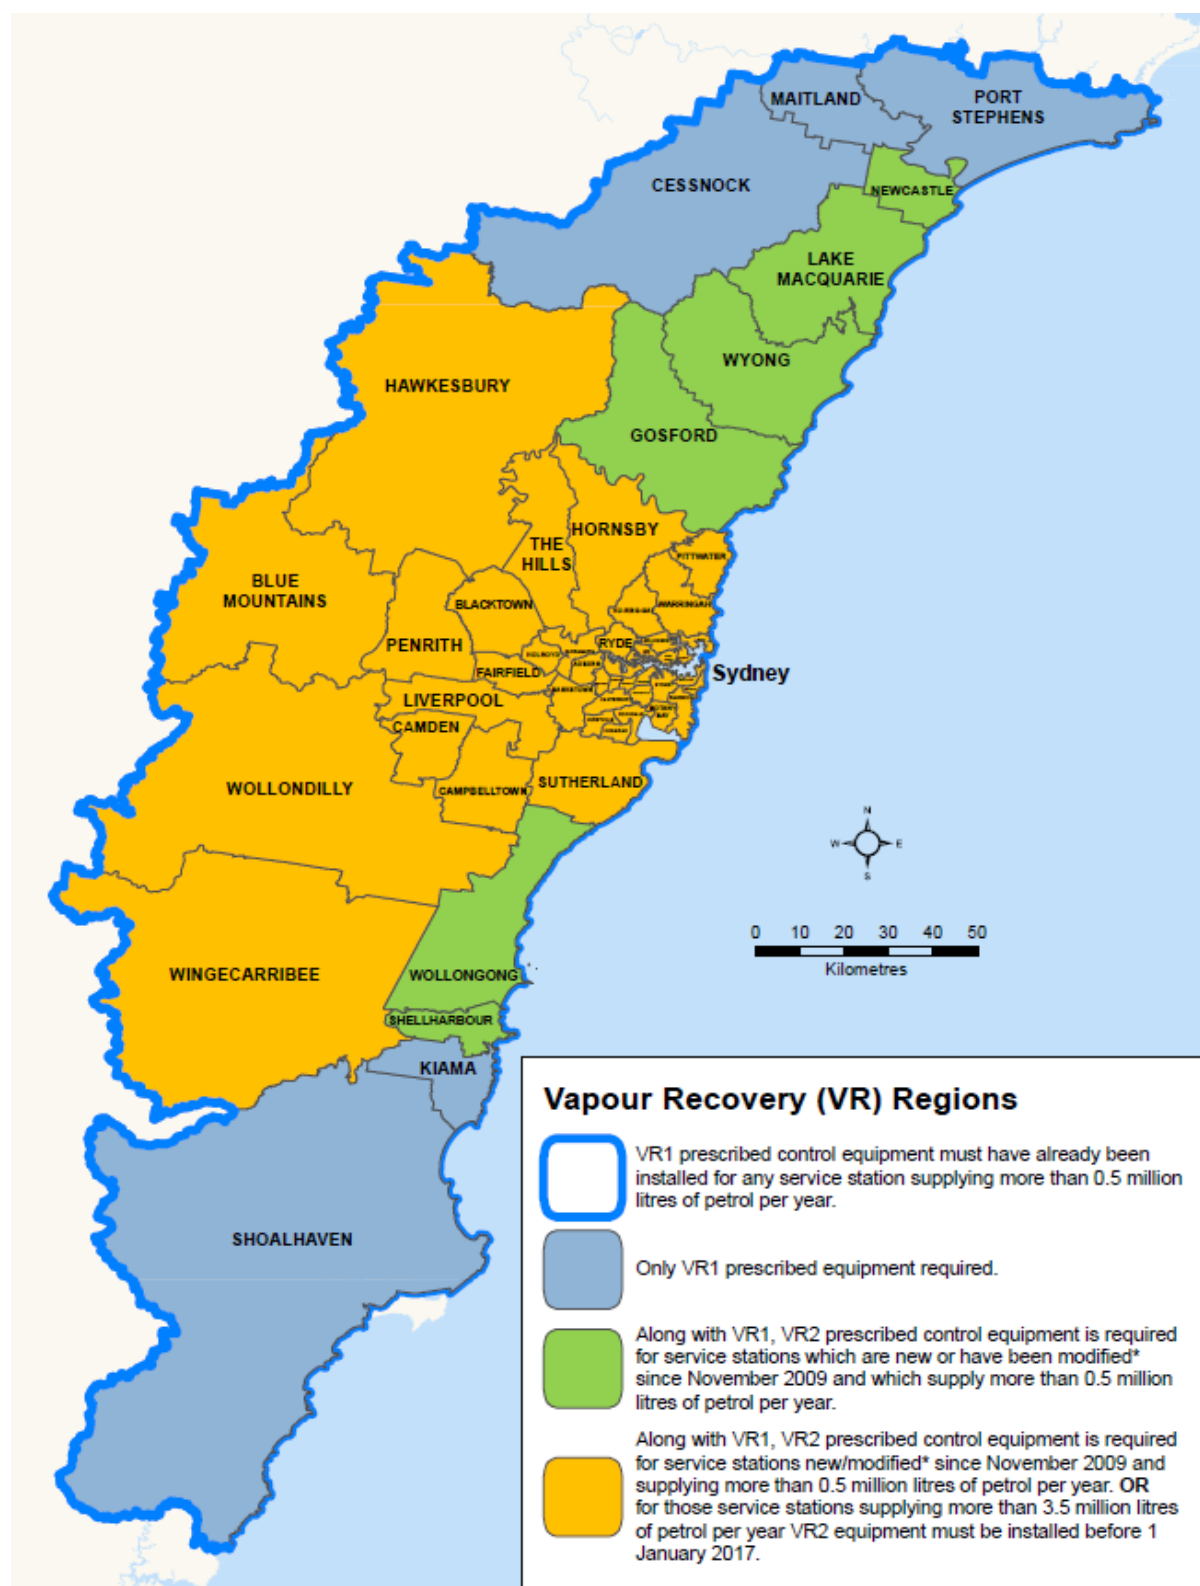 MAITLAND
PORT
STEPHENS
CESSNOCK
NEWCASTLE
LAKE
MACQUARIE
WYONG
HAWKESBURY
GOSFORD
HORNSBY
THE
HILLS
PITTWATER
BLUE
MOUNTAINS
BLACKTOWN
WARRINGAH
PENRITH
RYDE
HOLROYD
FAIRFIELD
Sydney
LIVERPOOL
CAMDEN
WOLLONDILLY
CAMPBELLTOWN
SUTHERLAND
N
W
E
S
0 10 20 30 40 50
Kilometres
WINGECARRIBEE
WOLLONGONG
SHELLHARBOUR
KIAMA
SHOALHAVEN
Vapour Recovery (VR) Regions
VR1 prescribed control equipment must have already been
installed for any service station supplying more than 0.5 million
litres of petrol per year.
Only VR1 prescribed equipment required.
Along with VR1, VR2 prescribed control equipment is required
for service stations which are new or have been modified*
since November 2009 and which supply more than 0.5 million
litres of petrol per year.
Along with VR1, VR2 prescribed control equipment is required
for service stations new/modified* since November 2009 and
supplying more than 0.5 million litres of petrol per year. OR
for those service stations supplying more than 3.5 million litres
of petrol per year VR2 equipment must be installed before 1
January 2017.